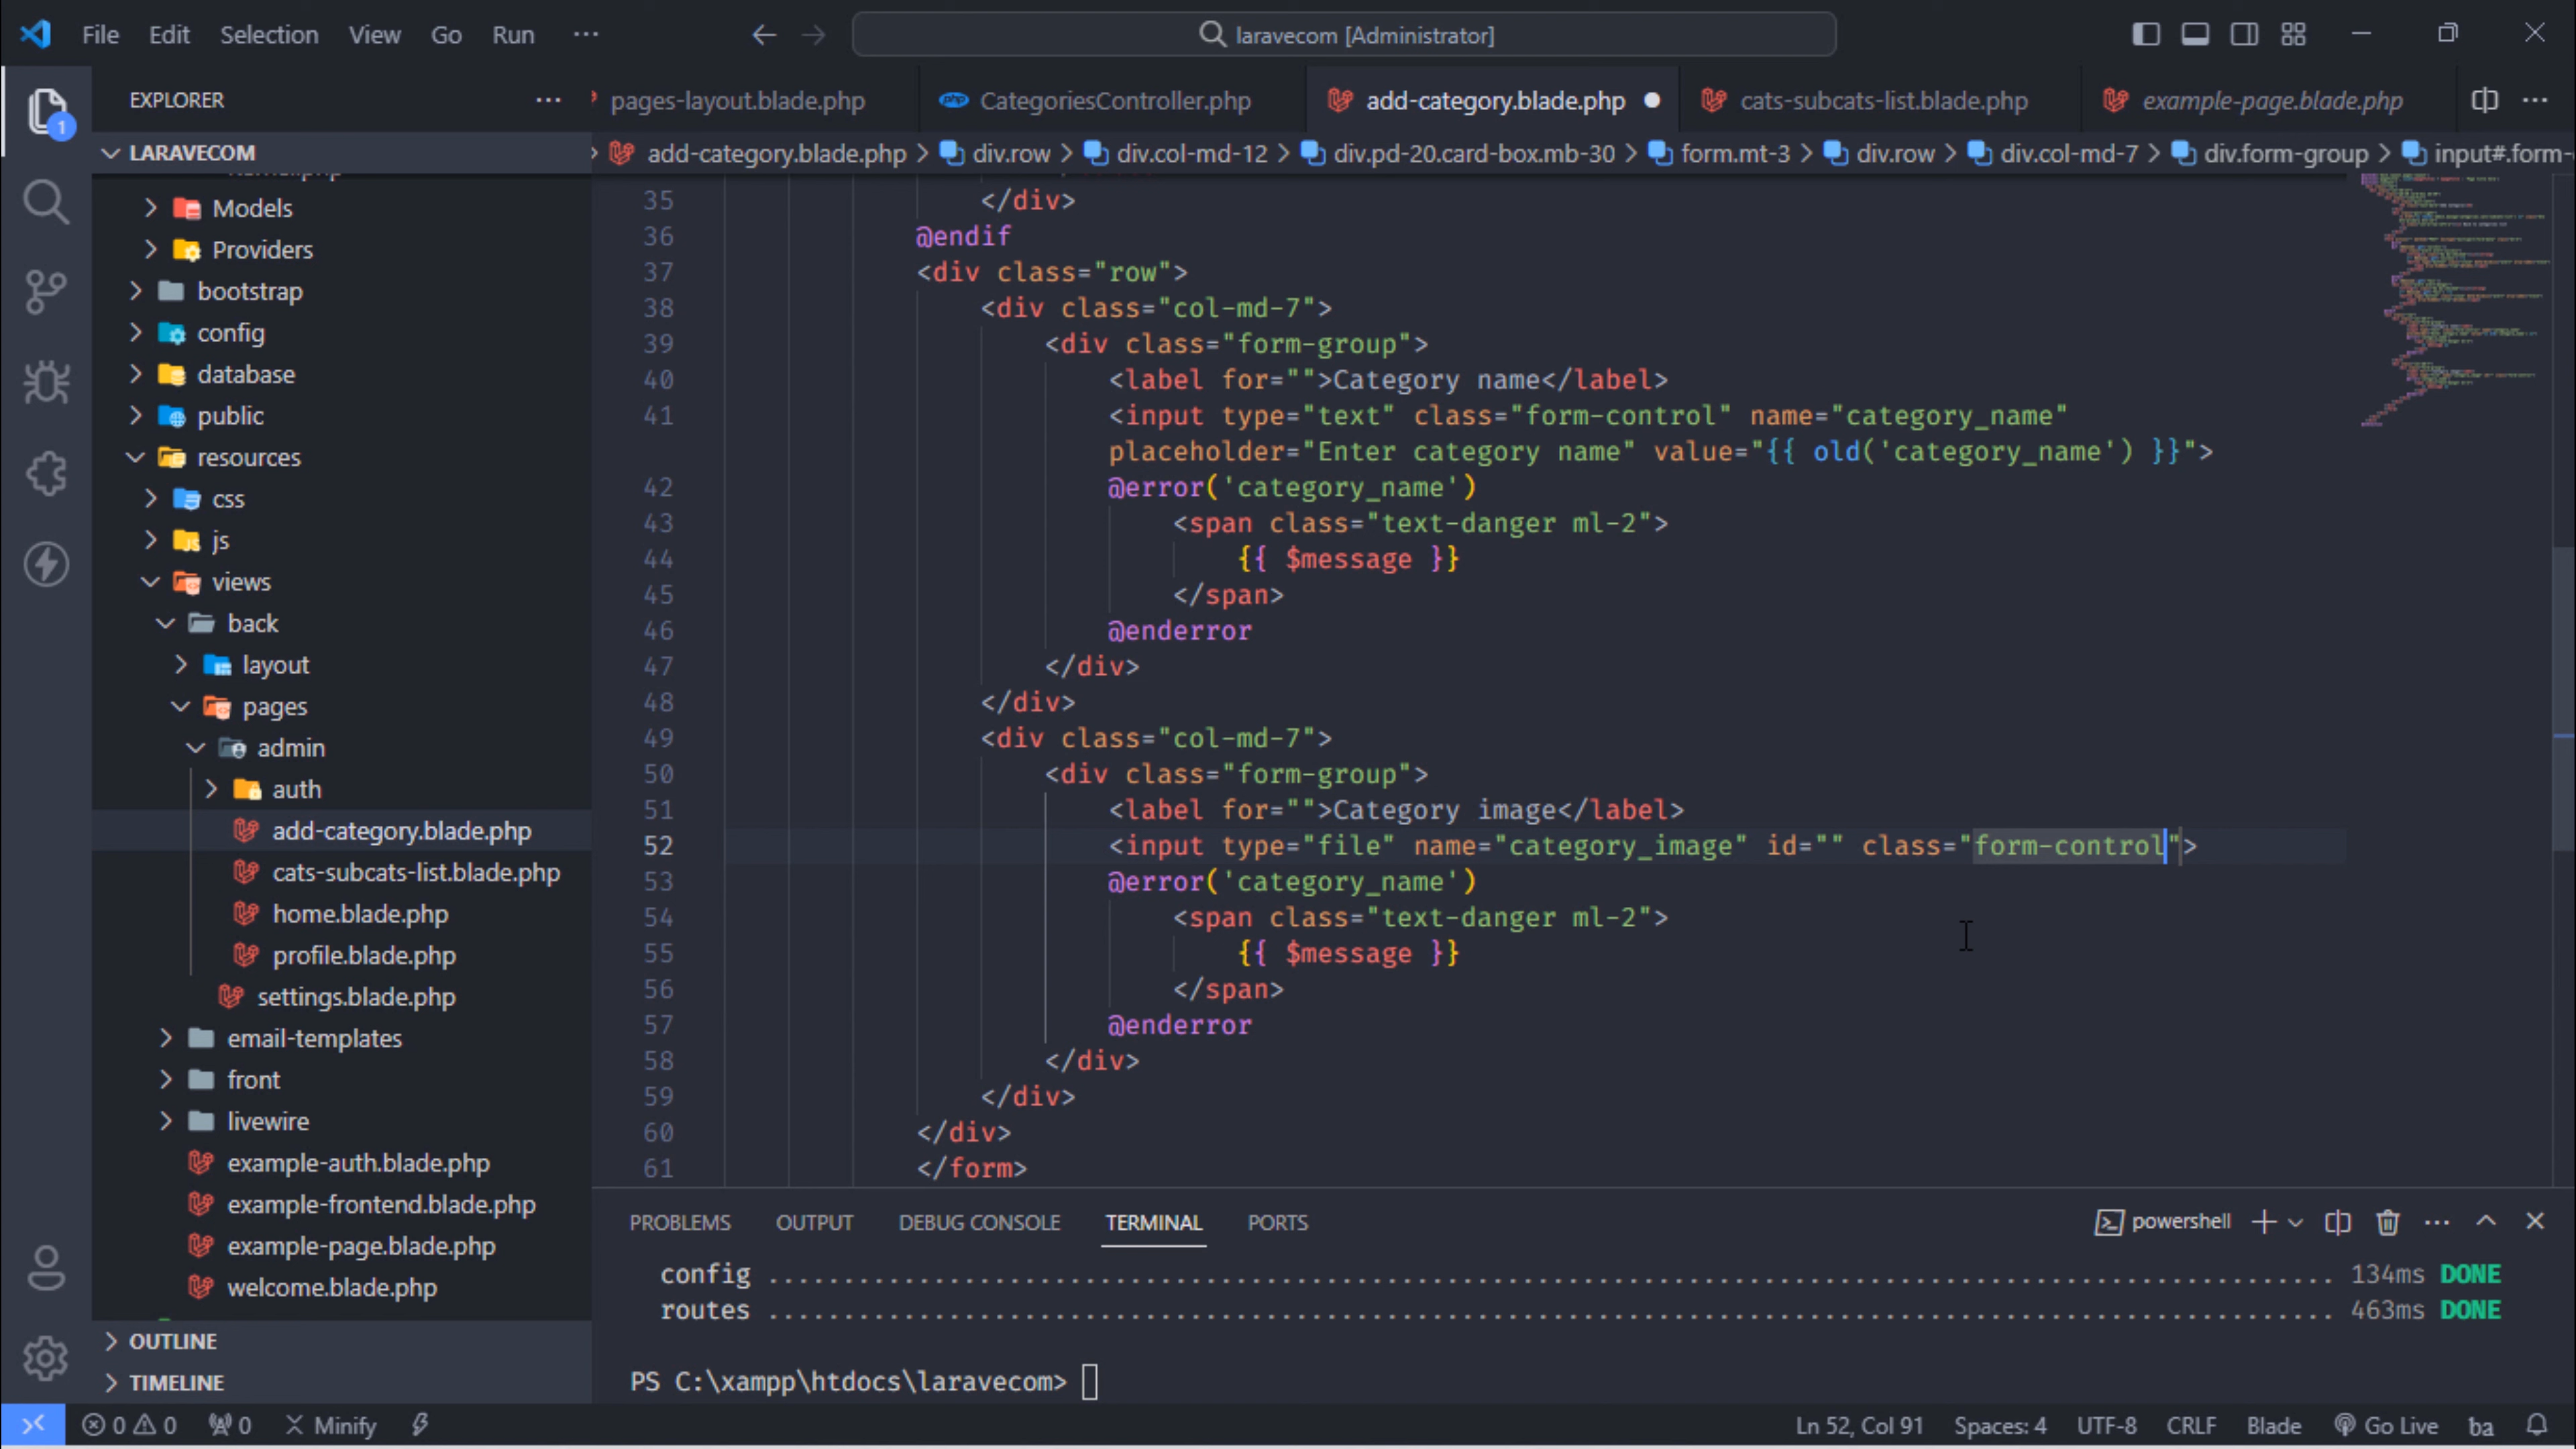 File Edit Selection View Go Run ··· laravecom [Administrator]
EXPLORER ···
pages-layout.blade.php CategoriesController.php add-category.blade.php cats-subcats-list.blade.php example-page.blade.php ···
LARAVECOM
add-category.blade.php > div.row > div.col-md-12 > div.pd-20.card-box.mb-30 > form.mt-3 > div.row > div.col-md-7 > div.form-group > input#.form-
1
Models
Providers
bootstrap
config
database
public
resources
css
js
views
back
layout
pages
admin
auth
add-category.blade.php
cats-subcats-list.blade.php
home.blade.php
profile.blade.php
settings.blade.php
email-templates
front
livewire
example-auth.blade.php
example-frontend.blade.php
example-page.blade.php
welcome.blade.php
OUTLINE
TIMELINE
35 </div>
36 @endif
37 <div class="row">
38 <div class="col-md-7">
39 <div class="form-group">
40 <label for="">Category name</label>
41 <input type="text" class="form-control" name="category_name"
placeholder="Enter category name" value="{{ old('category_name') }}">
42 @error('category_name')
43 <span class="text-danger ml-2">
44 {{ $message }}
45 </span>
46 @enderror
47 </div>
48 </div>
49 <div class="col-md-7">
50 <div class="form-group">
51 <label for="">Category image</label>
52 <input type="file" name="category_image" id="" class="form-control">
53 @error('category_name')
54 <span class="text-danger ml-2">
55 {{ $message }}
56 </span>
57 @enderror
58 </div>
59 </div>
60 </div>
61 </form>
PROBLEMS OUTPUT DEBUG CONSOLE TERMINAL PORTS powershell ···
config ........ 134ms DONE
routes ........ 463ms DONE
PS C:\xampp\htdocs\laravecom>
0 0 0 Minify Ln 52, Col 91 Spaces: 4 UTF-8 CRLF Blade Go Live ba